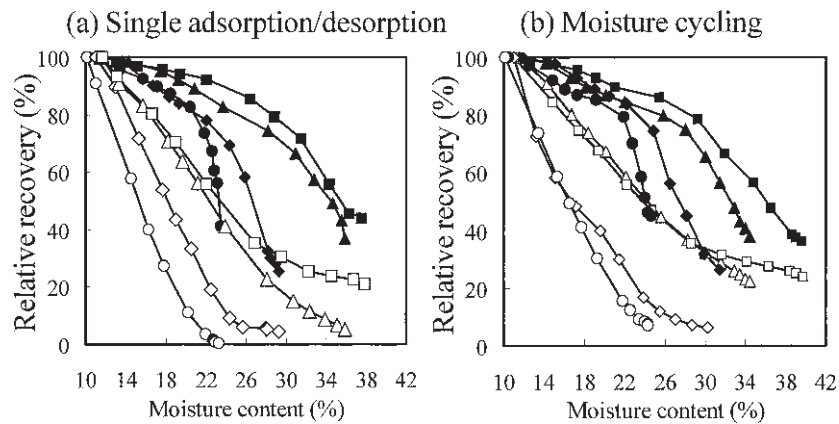 (a) Single adsorption/desorption
(b) Moisture cycling
Relative recovery (%)
100
80
60
40
20
0
10 14 18 22 26 30 34 38 42
Moisture content (%)
Relative recovery (%)
100
80
60
40
20
0
10 14 18 22 26 30 34 38 42
Moisture content (%)